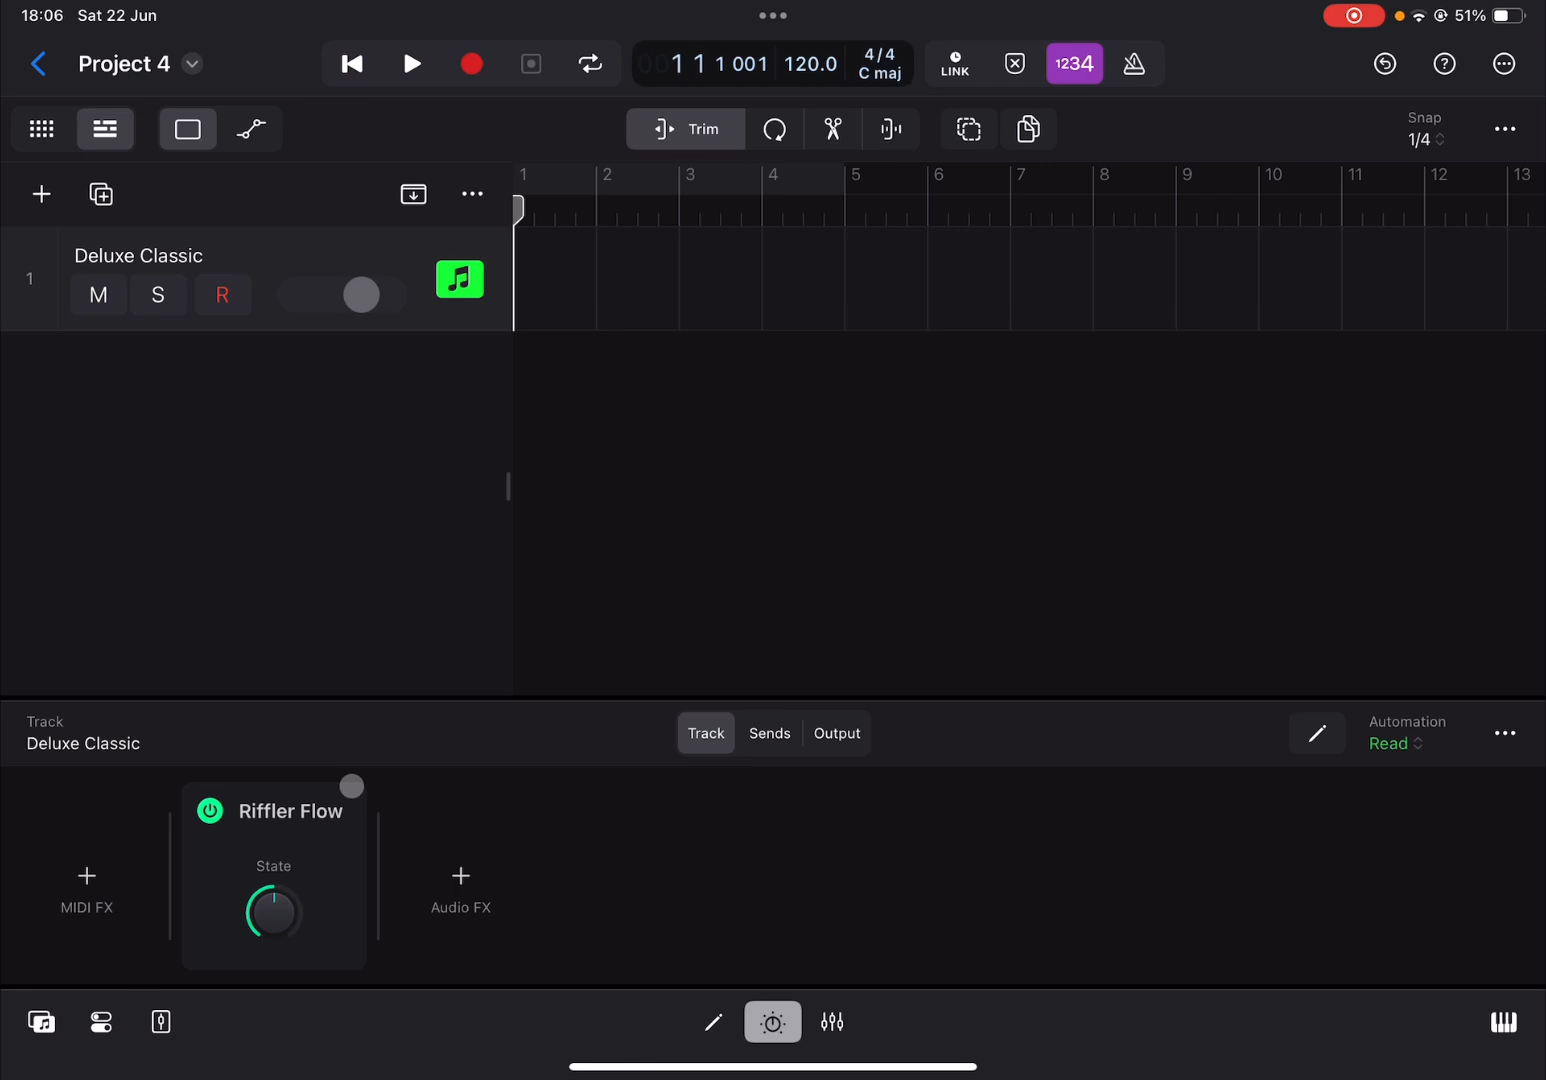 18:06 Sat 22 Jun
51%
Project 4
1 1 1 001
120.0
4/4
C maj
LINK
1234
Trim
Snap
1/4
1 2 3 4 5 6 7 8 9 10 11 12 13
1
Deluxe Classic
M S R
Track
Deluxe Classic
Track Sends Output
Automation
Read
Riffler Flow
State
MIDI FX
Audio FX